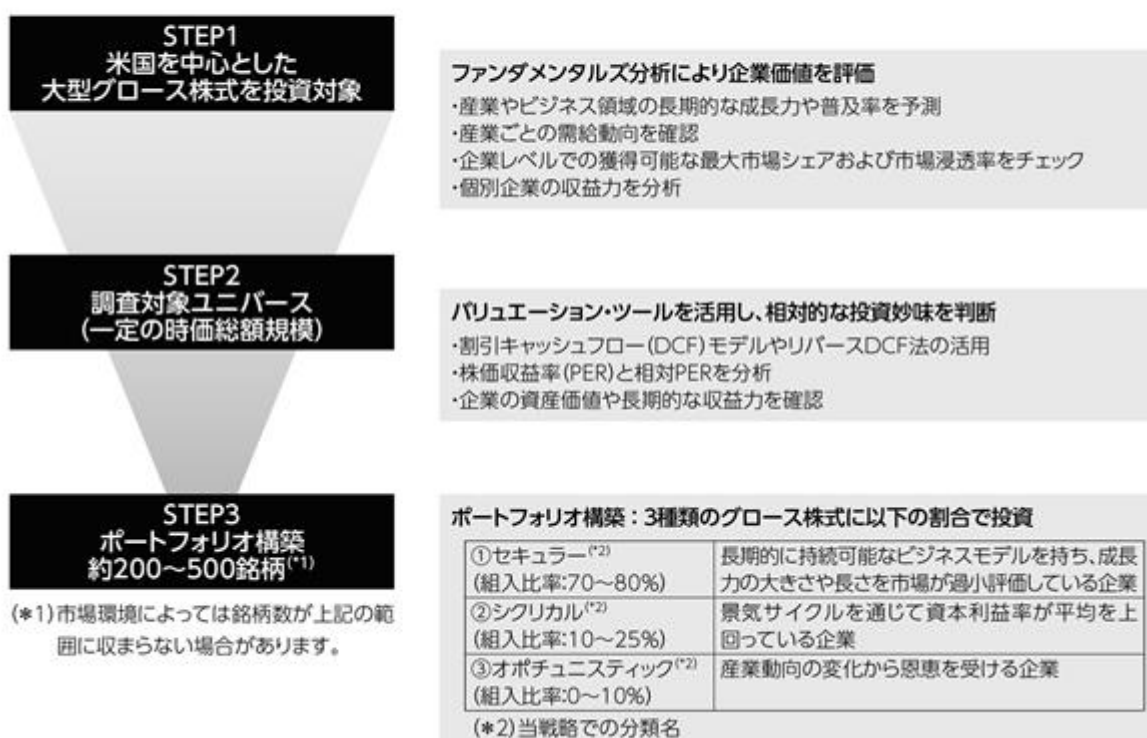 STEP1
米国を中心とした
大型グロース株式を投資対象
ファンダメンタルズ分析により企業価値を評価
・産業やビジネス領域の長期的な成長力や普及率を予測
・産業ごとの需給動向を確認
・企業レベルでの獲得可能な最大市場シェアおよび市場浸透率をチェック
・個別企業の収益力を分析
STEP2
調査対象ユニバース
(一定の時価総額規模)
バリュエーション・ツールを活用し、相対的な投資妙味を判断
・割引キャッシュフロー(DCF)モデルやリバースDCF法の活用
・株価収益率(PER)と相対PERを分析
・企業の資産価値や長期的な収益力を確認
STEP3
ポートフォリオ構築
約200～500銘柄(*1)
(*1)市場環境によっては銘柄数が上記の範
囲に収まらない場合があります。
ポートフォリオ構築：3種類のグロース株式に以下の割合で投資
①セキュラー(*2)
(組入比率:70～80%)
長期的に持続可能なビジネスモデルを持ち、成長
力の大きさや長さを市場が過小評価している企業
②シクリカル(*2)
(組入比率:10～25%)
景気サイクルを通じて資本利益率が平均を上
回っている企業
③オポチュニスティック(*2)
(組入比率:0～10%)
産業動向の変化から恩恵を受ける企業
(*2)当戦略での分類名